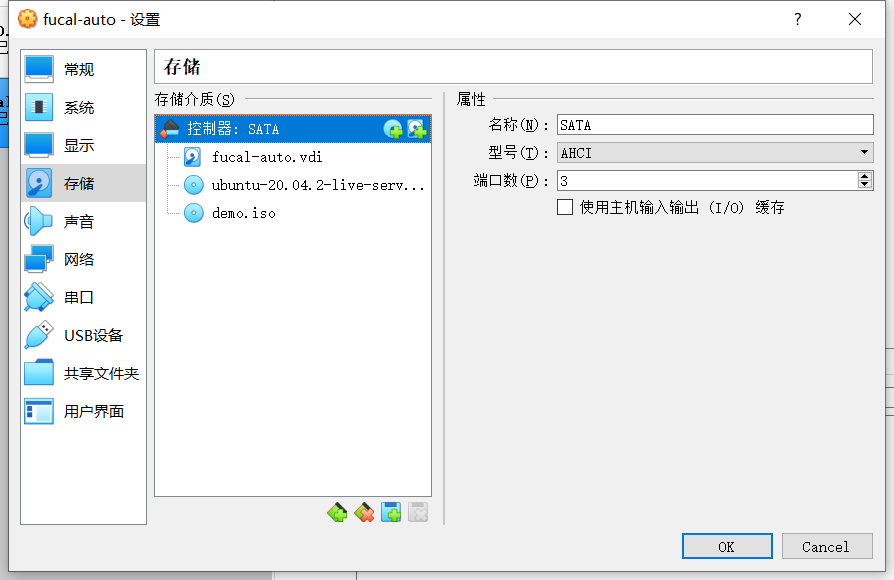 fucal-auto - 设置
?
常规
系统
显示
存储
声音
网络
串口
USB设备
共享文件夹
用户界面
存储
存储介质(S)
控制器: SATA
fucal-auto.vdi
ubuntu-20.04.2-live-serv...
demo.iso
属性
名称(N): SATA
型号(T): AHCI
端口数(P): 3
使用主机输入输出 (I/O) 缓存
OK
Cancel